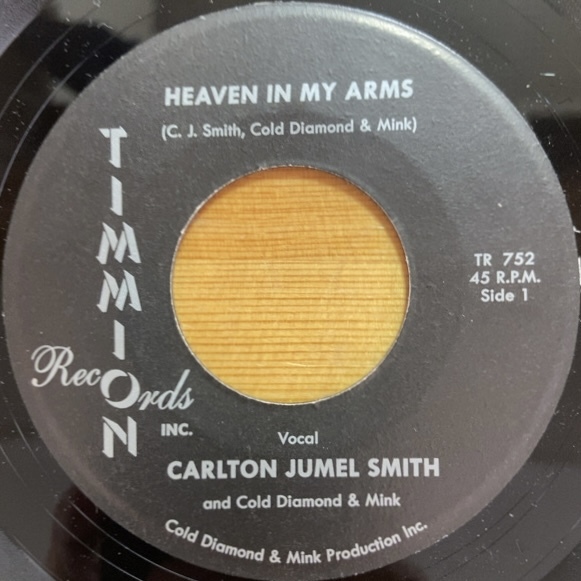 HEAVEN IN MY ARMS
(C. J. Smith, Cold Diamond & Mink)
TIMMION
Records
INC.
TR 752
45 R.P.M.
Side 1
Vocal
CARLTON JUMEL SMITH
and Cold Diamond & Mink
Cold Diamond & Mink Production Inc.